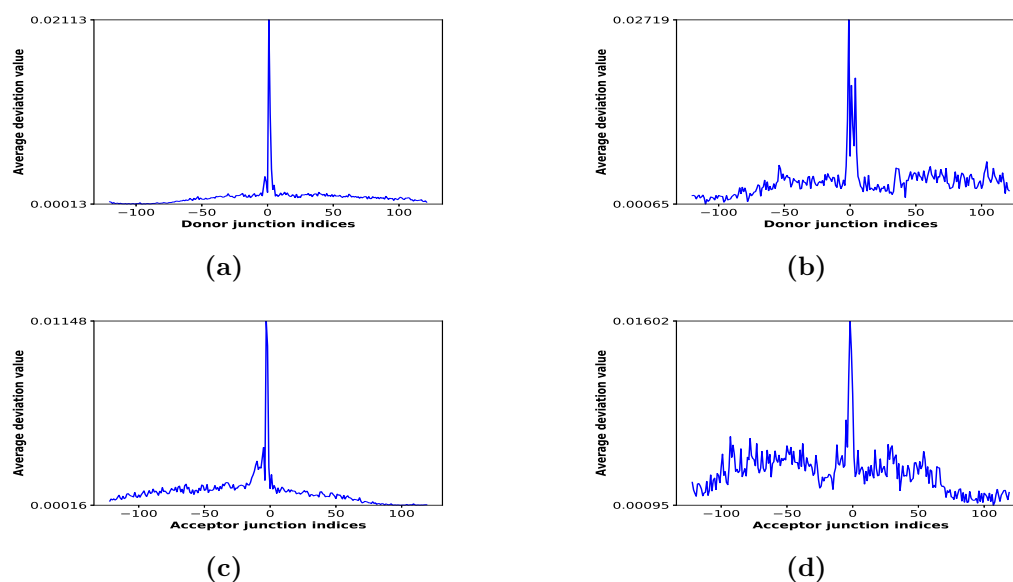 0.02113
Average deviation value
0.00013
−100 −50 0 50 100
Donor junction indices
(a)
0.02719
Average deviation value
0.00065
−100 −50 0 50 100
Donor junction indices
(b)
0.01148
Average deviation value
0.00016
−100 −50 0 50 100
Acceptor junction indices
(c)
0.01602
Average deviation value
0.00095
−100 −50 0 50 100
Acceptor junction indices
(d)